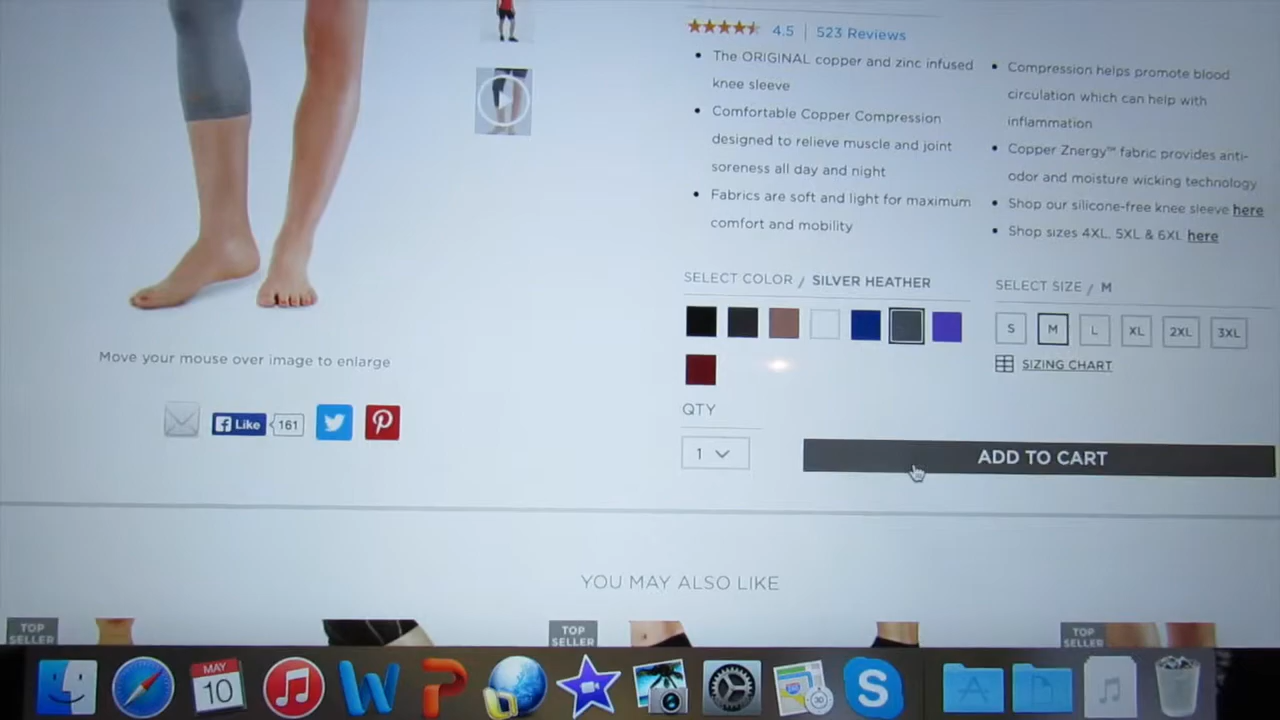 4.5 | 523 Reviews
The ORIGINAL copper and zinc infused
knee sleeve
Comfortable Copper Compression
designed to relieve muscle and joint
soreness all day and night
Fabrics are soft and light for maximum
comfort and mobility
Compression helps promote blood
circulation which can help with
inflammation
Copper Znergy™ fabric provides anti-
odor and moisture wicking technology
Shop our silicone-free knee sleeve here
Shop sizes 4XL, 5XL & 6XL here
SELECT COLOR / SILVER HEATHER
SELECT SIZE / M
S M L XL 2XL 3XL
SIZING CHART
Move your mouse over image to enlarge
Like 161
QTY
1
ADD TO CART
YOU MAY ALSO LIKE
TOP
SELLER
TOP
SELLER
TOP
SELLER
MAY
10